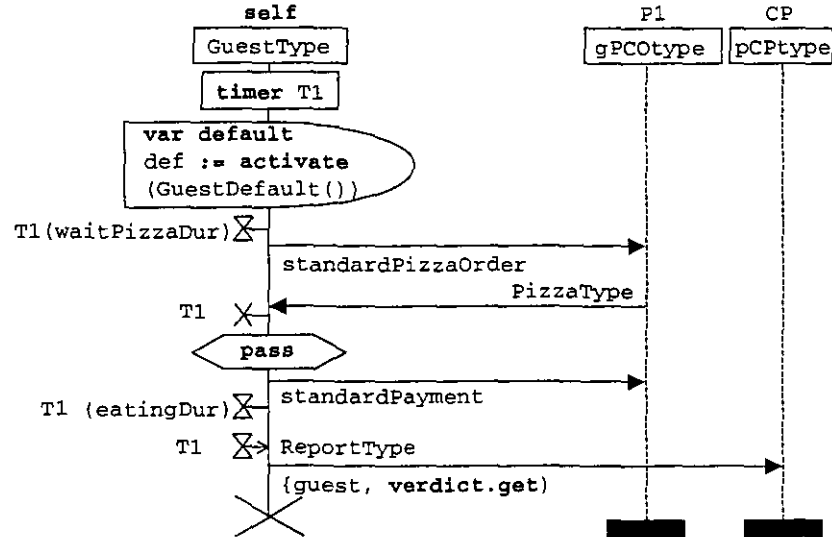 self P1 CP
GuestType gPCOtype pCPtype
timer T1
var default
def := activate
(GuestDefault())
T1(waitPizzaDur)
standardPizzaOrder
PizzaType
T1
pass
standardPayment
T1 (eatingDur)
T1 ReportType
{guest, verdict.get)